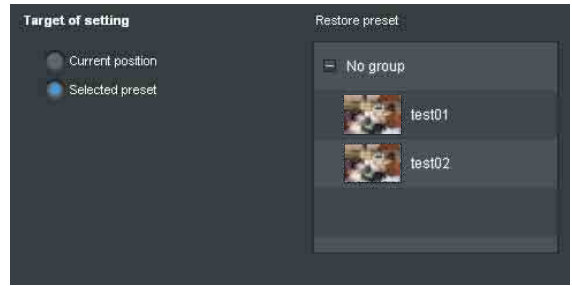 Target of setting
Current position
Selected preset
Restore preset
No group
test01
test02